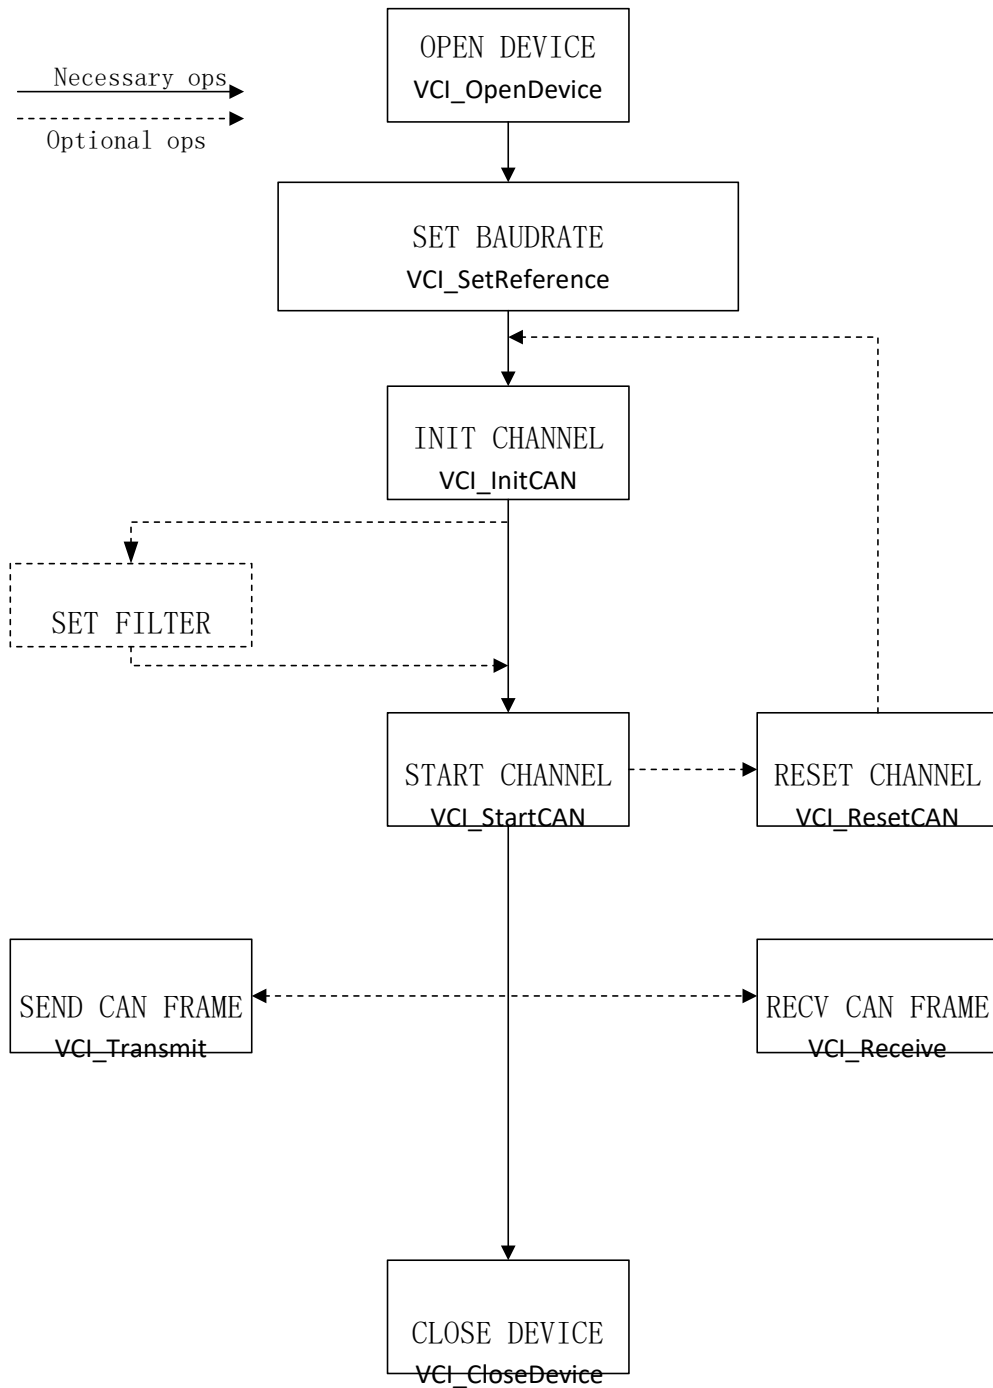 OPEN DEVICE
VCI_OpenDevice
Necessary ops
Optional ops
SET BAUDRATE
VCI_SetReference
INIT CHANNEL
VCI_InitCAN
SET FILTER
START CHANNEL
VCI_StartCAN
RESET CHANNEL
VCI_ResetCAN
SEND CAN FRAME
VCI_Transmit
RECV CAN FRAME
VCI_Receive
CLOSE DEVICE
VCI_CloseDevice